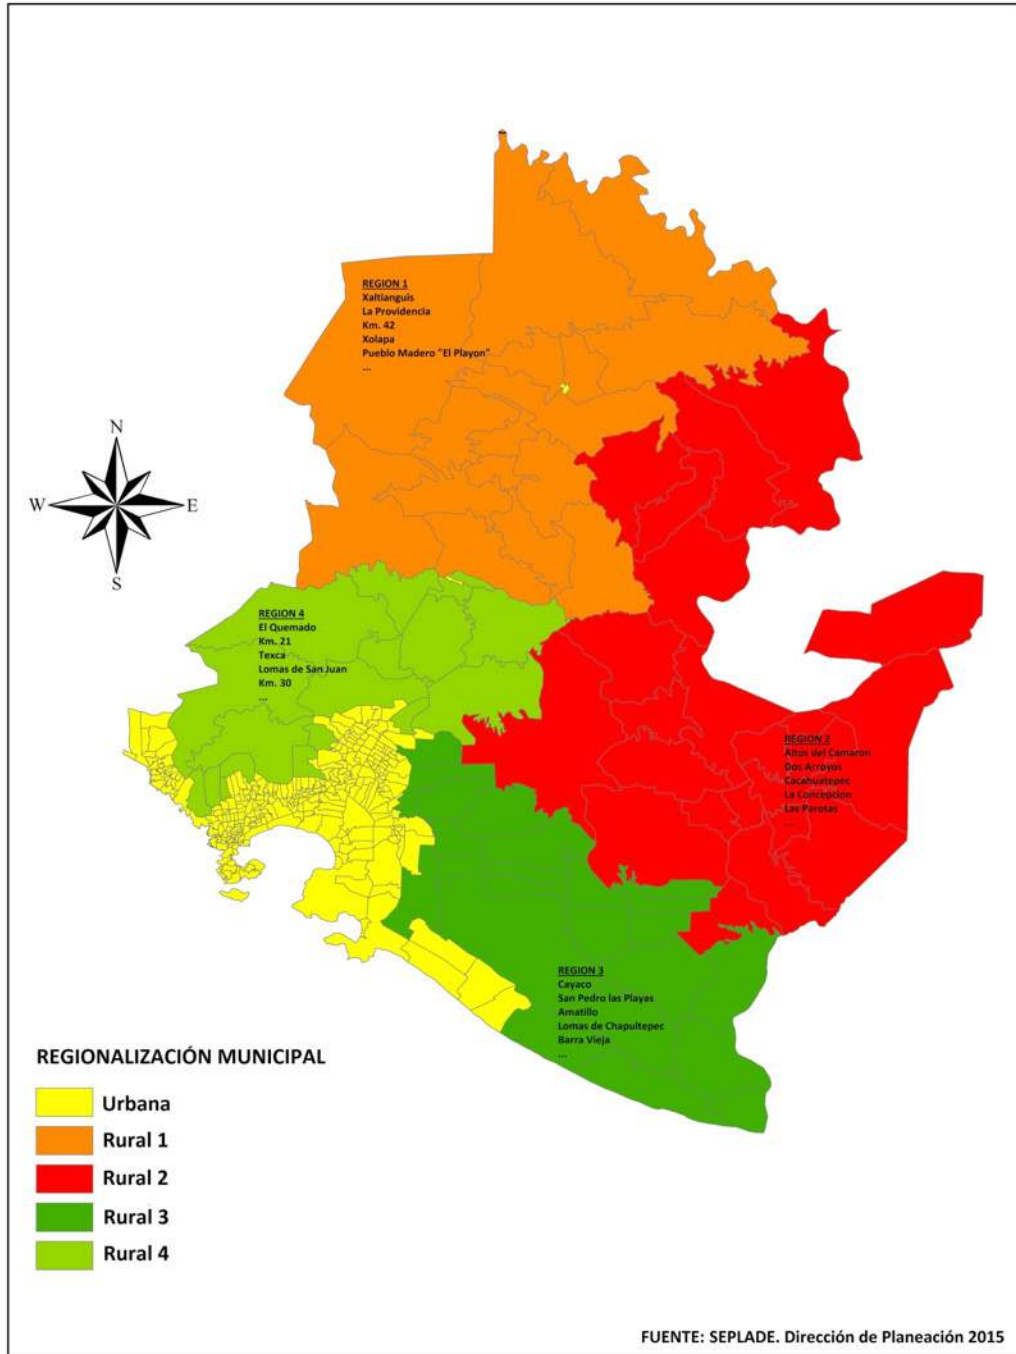 REGION 1
Xaltianguis
La Providencia
Km. 42
Xolapa
Pueblo Madero "El Playon"
...
N
W
E
S
REGION 4
El Quemado
Km. 21
Texca
Lomas de San Juan
Km. 30
...
REGION 2
Altos del Camaron
Dos Arroyos
Cacahuatepec
La Concepcion
Las Parotas
...
REGION 3
Cayaco
San Pedro las Playas
Amatillo
Lomas de Chapultepec
Barra Vieja
...
REGIONALIZACIÓN MUNICIPAL
Urbana
Rural 1
Rural 2
Rural 3
Rural 4
FUENTE: SEPLADE. Dirección de Planeación 2015